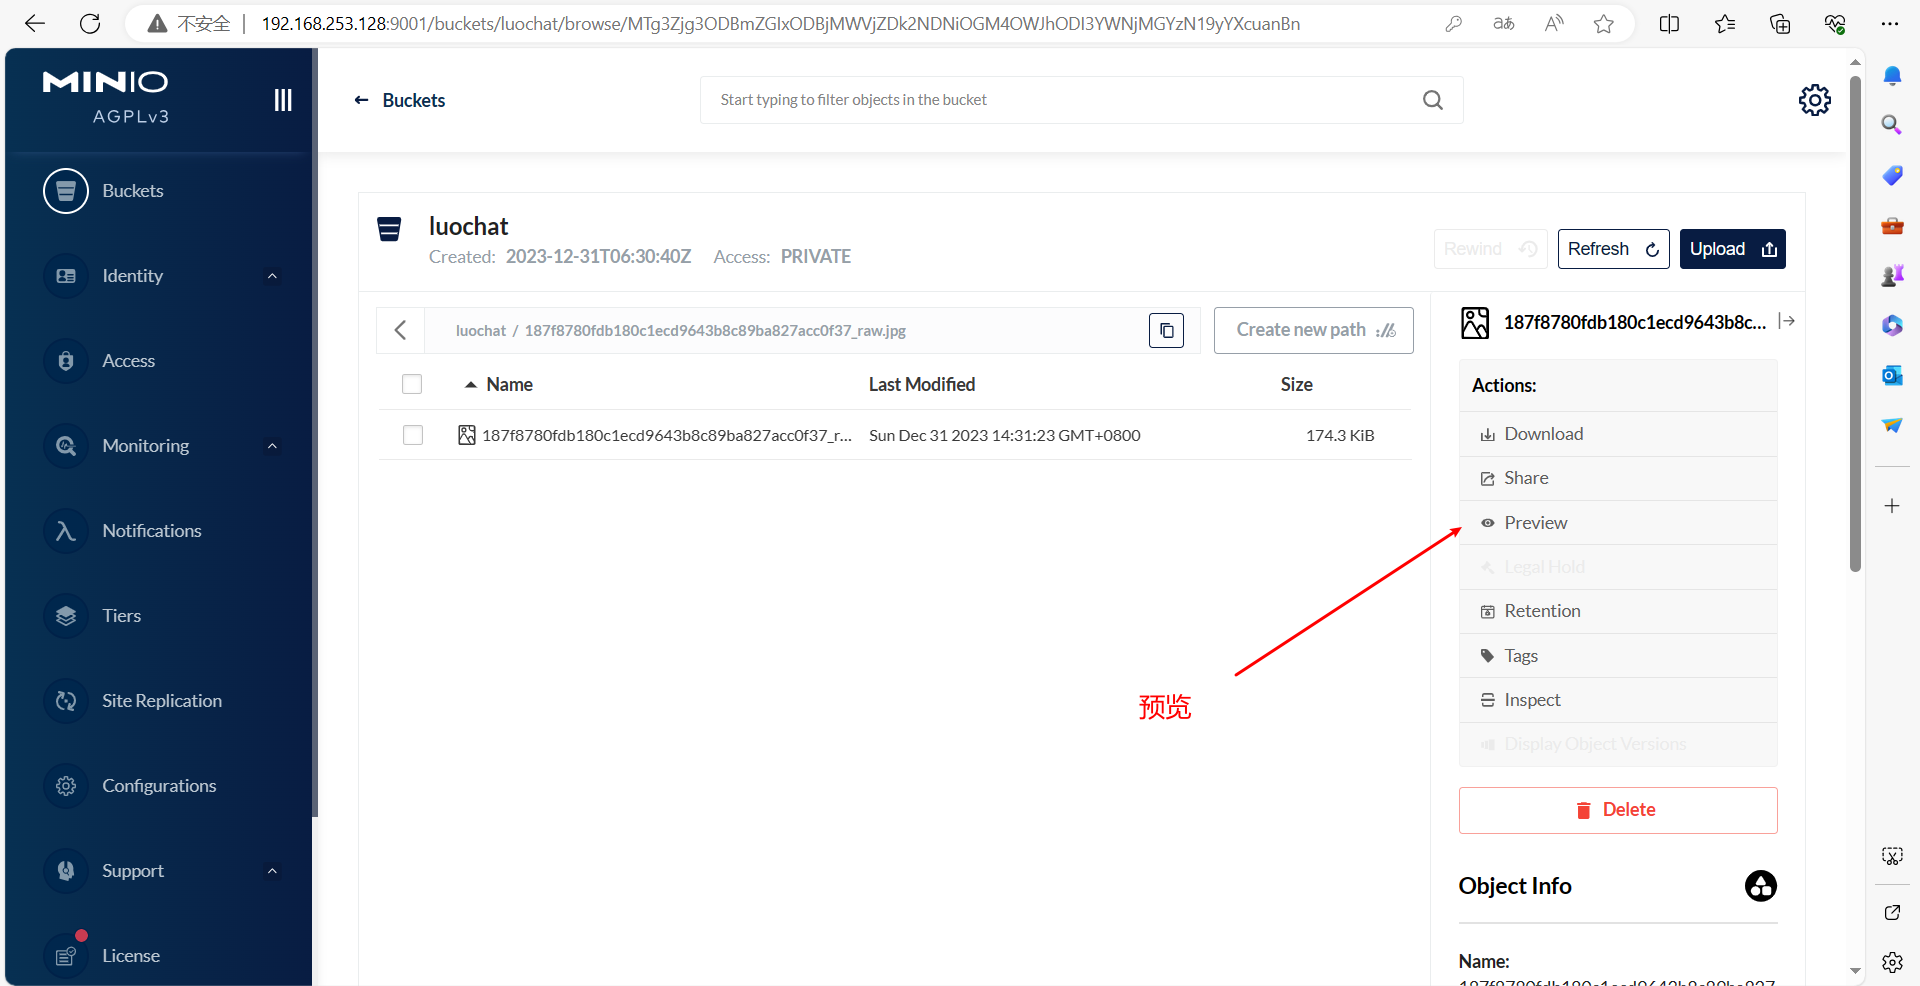 不安全
192.168.253.128:9001/buckets/luochat/browse/MTg3Zjg3ODBmZGIxODBjMWVjZDk2NDNiOGM4OWJhODI3YWNjMGYzN19yYXcuanBn
MINIO
AGPLv3
Buckets
Identity
Access
Monitoring
Notifications
Tiers
Site Replication
Configurations
Support
License
Buckets
Start typing to filter objects in the bucket
luochat
Created: 2023-12-31T06:30:40Z Access: PRIVATE
Rewind
Refresh
Upload
luochat / 187f8780fdb180c1ecd9643b8c89ba827acc0f37_raw.jpg
Create new path
Name Last Modified Size
187f8780fdb180c1ecd9643b8c89ba827acc0f37_r... Sun Dec 31 2023 14:31:23 GMT+0800 174.3 KiB
预览
187f8780fdb180c1ecd9643b8c...
Actions:
Download
Share
Preview
Legal Hold
Retention
Tags
Inspect
Display Object Versions
Delete
Object Info
Name: